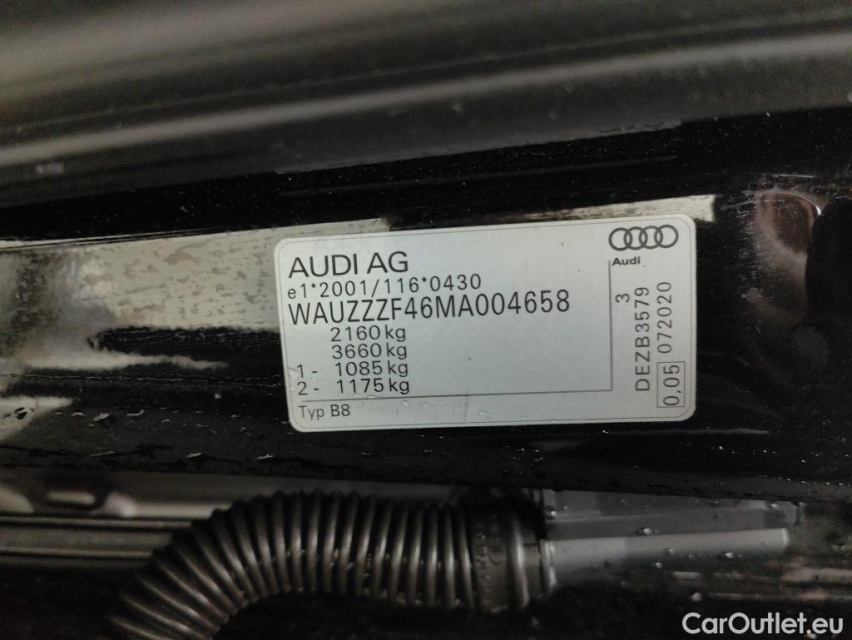 AUDI AG
e1*2001/116*0430
WAUZZZF46MA004658
2160kg
3660kg
1- 1085kg
2- 1175kg
Typ B8
Audi
3
DEZB3579
0,05 072020
CarOutlet.eu